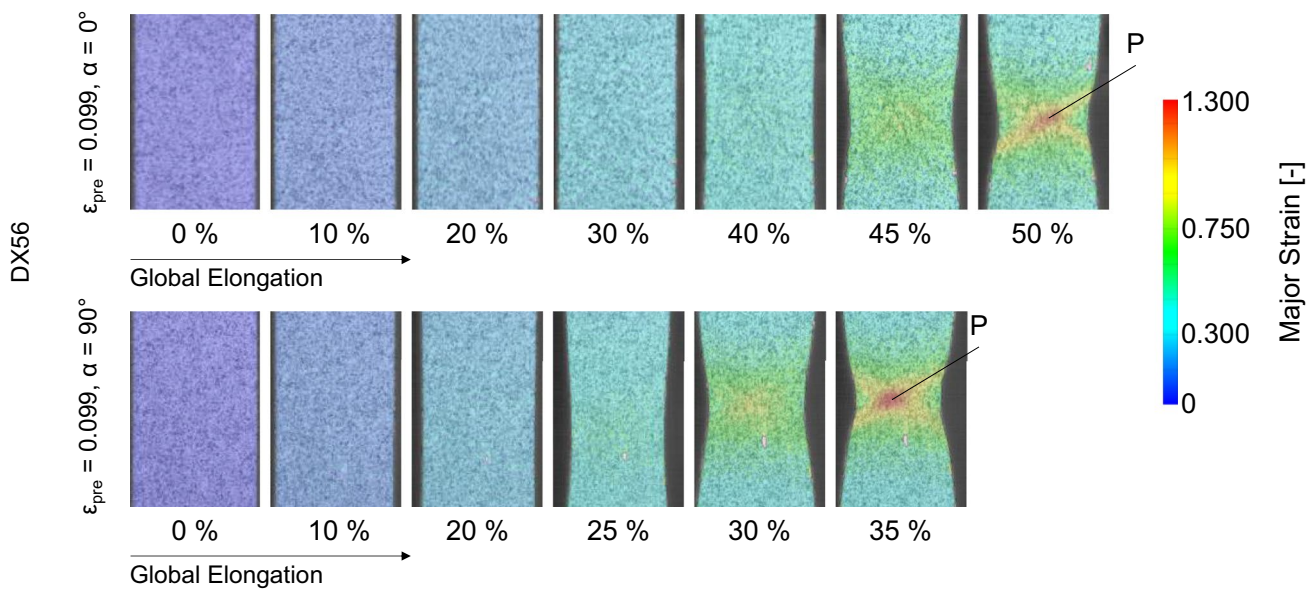 DX56
ε_pre = 0.099, α = 0°
P
0 % 10 % 20 % 30 % 40 % 45 % 50 %
Global Elongation
ε_pre = 0.099, α = 90°
P
0 % 10 % 20 % 25 % 30 % 35 %
Global Elongation
1.300
0.750
0.300
0
Major Strain [-]